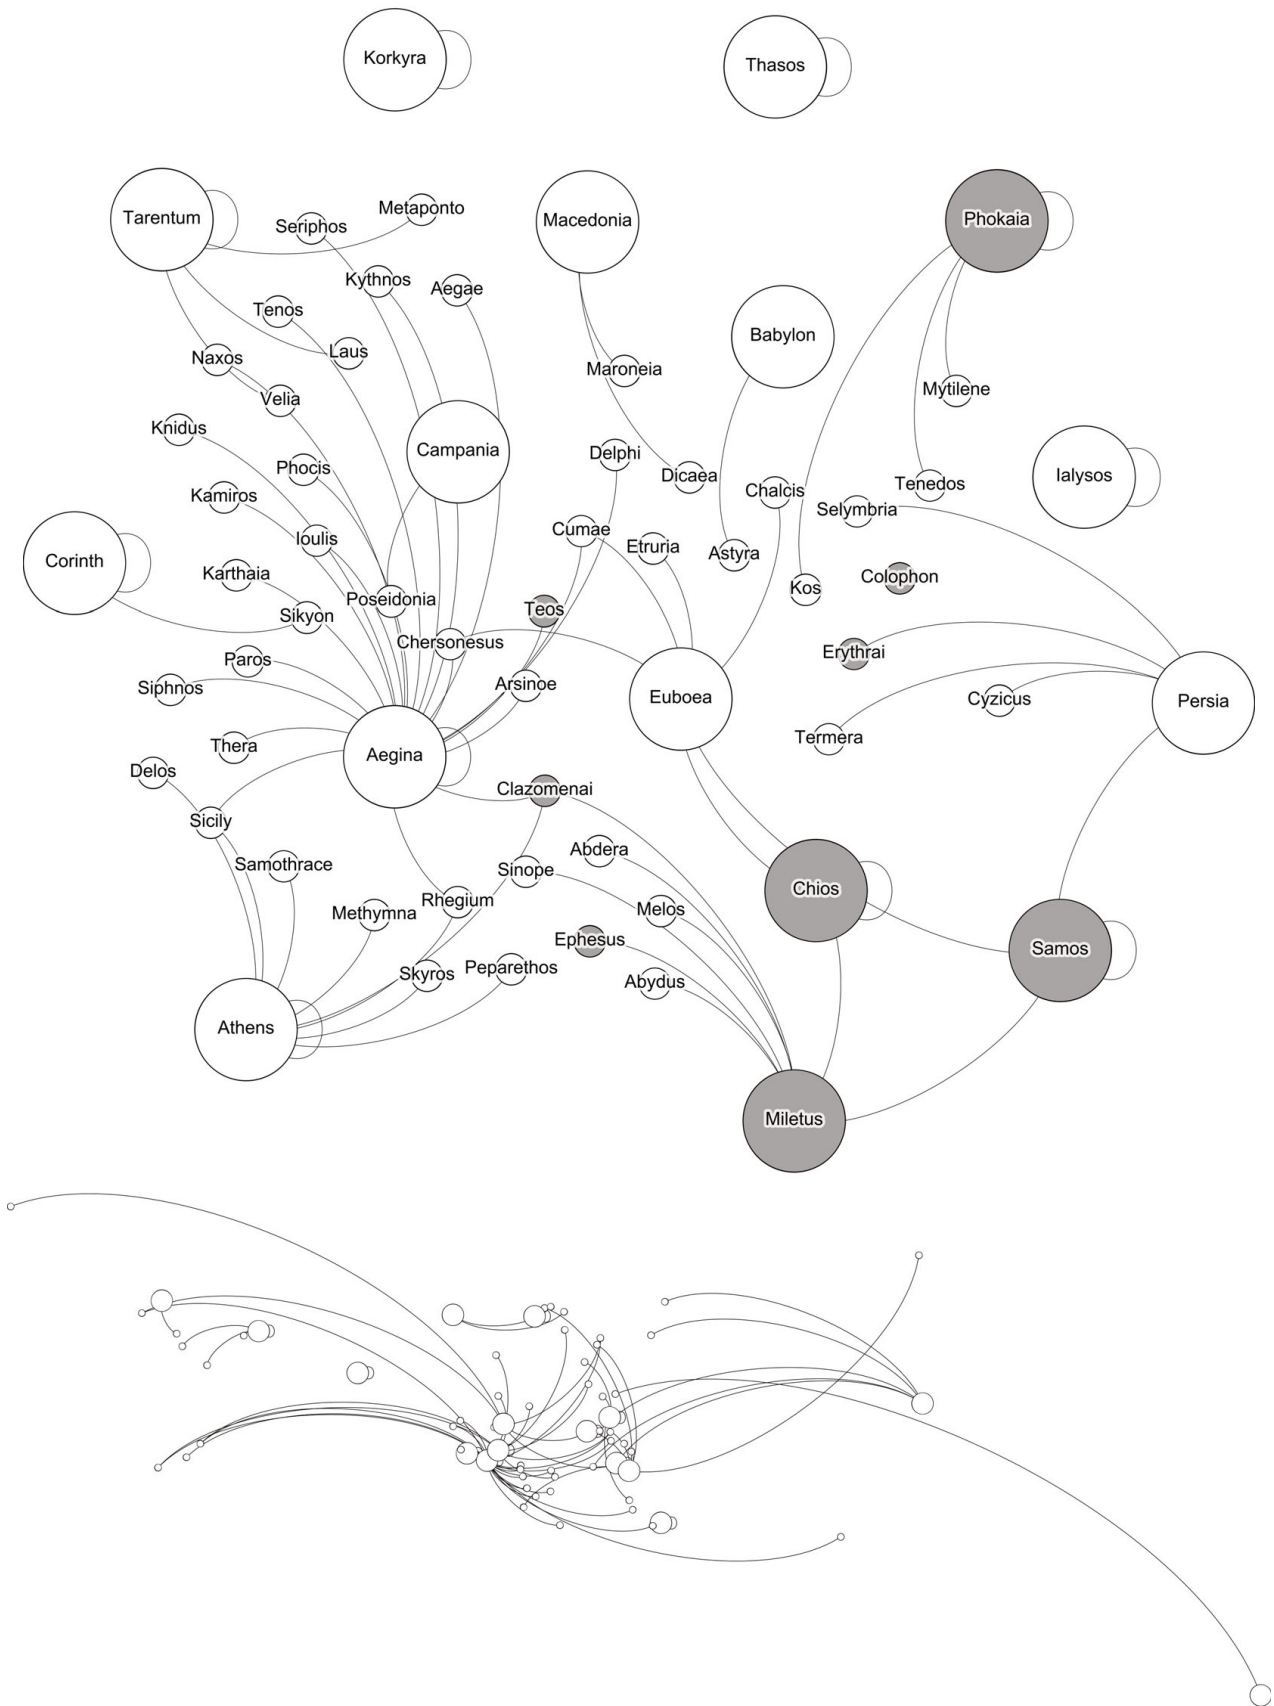 Korkyra
Thasos
Tarentum
Seriphos
Metaponto
Macedonia
Phokaia
Kythnos
Aegae
Tenos
Babylon
Laus
Naxos
Maroneia
Mytilene
Velia
Knidus
Campania
Delphi
Phocis
Dicaea
Ialysos
Tenedos
Chalcis
Kamiros
Selymbria
Ioulis
Cumae
Etruria
Astyra
Corinth
Karthaia
Colophon
Kos
Poseidonia
Teos
Sikyon
Chersonesus
Erythrai
Paros
Siphnos
Arsinoe
Euboea
Cyzicus
Persia
Termera
Thera
Aegina
Delos
Clazomenai
Sicily
Abdera
Samothrace
Sinope
Chios
Rhegium
Methymna
Melos
Ephesus
Samos
Skyros
Peparethos
Abydus
Athens
Miletus